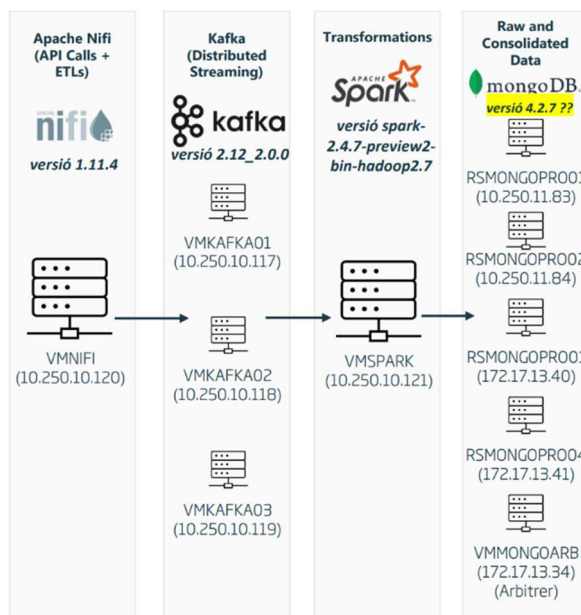 Apache Nifi
(API Calls +
ETLs)
nifi
versió 1.11.4
VMNIFI
(10.250.10.120)
Kafka
(Distributed
Streaming)
kafka
versió 2.12_2.0.0
VMKAFKA01
(10.250.10.117)
VMKAFKA02
(10.250.10.118)
VMKAFKA03
(10.250.10.119)
Transformations
APACHE
Spark
versió spark-
2.4.7-preview2-
bin-hadoop2.7
VMSPARK
(10.250.10.121)
Raw and
Consolidated
Data
mongoDB
versió 4.2.7 ??
RSMONGOPRO01
(10.250.11.83)
RSMONGOPRO02
(10.250.11.84)
RSMONGOPRO03
(172.17.13.40)
RSMONGOPRO04
(172.17.13.41)
VMMONGOARB
(172.17.13.34)
(Arbitrer)